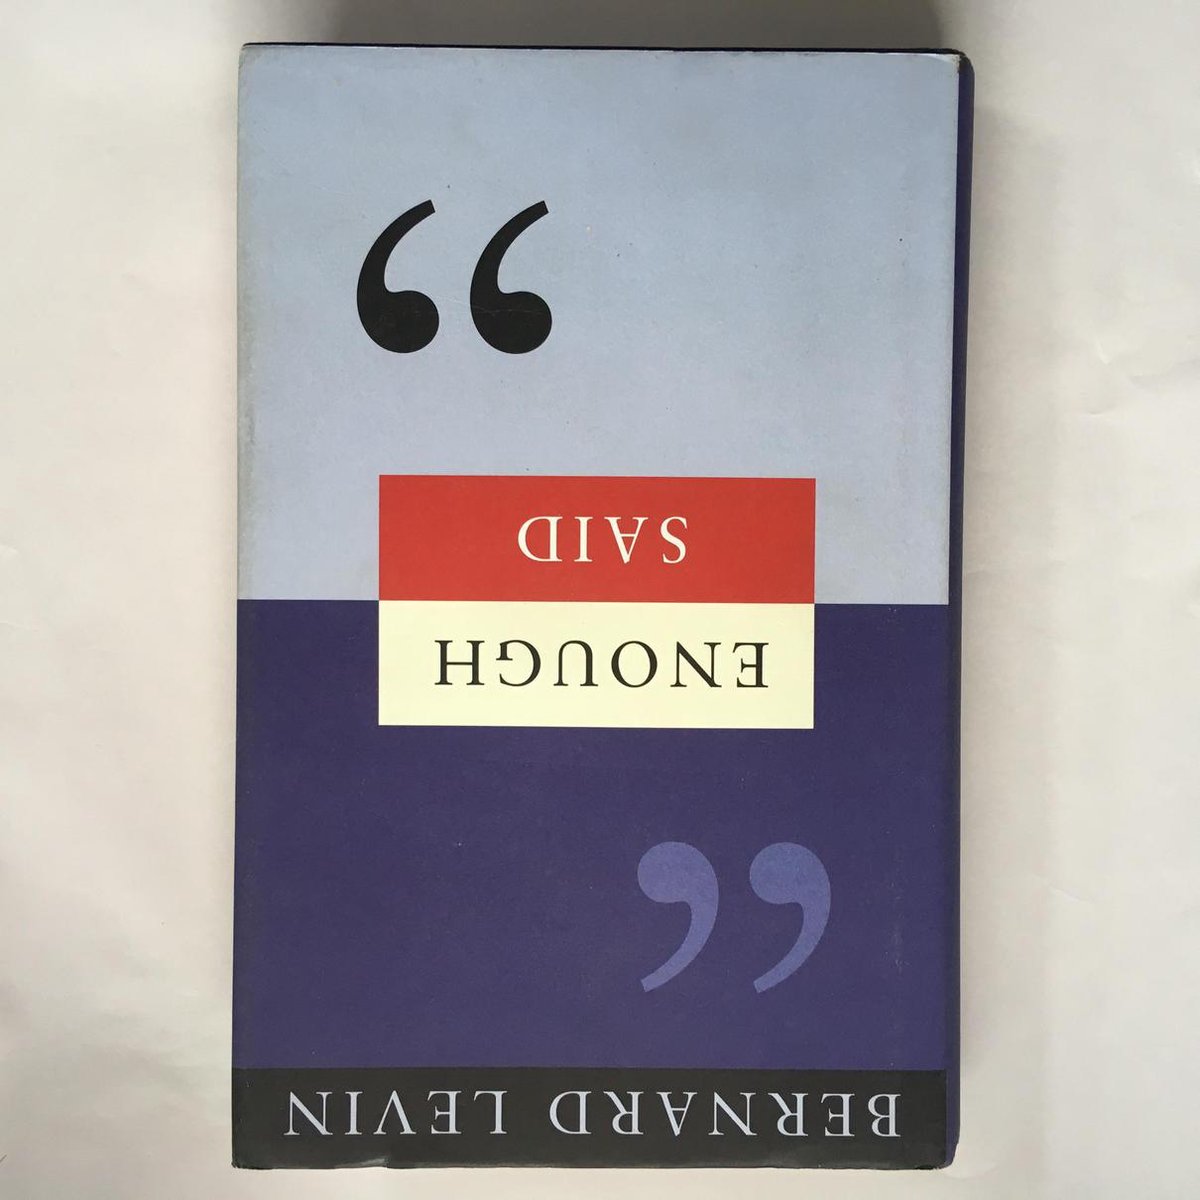 BERNARD LEVIN
“
ENOUGH
SAID
”